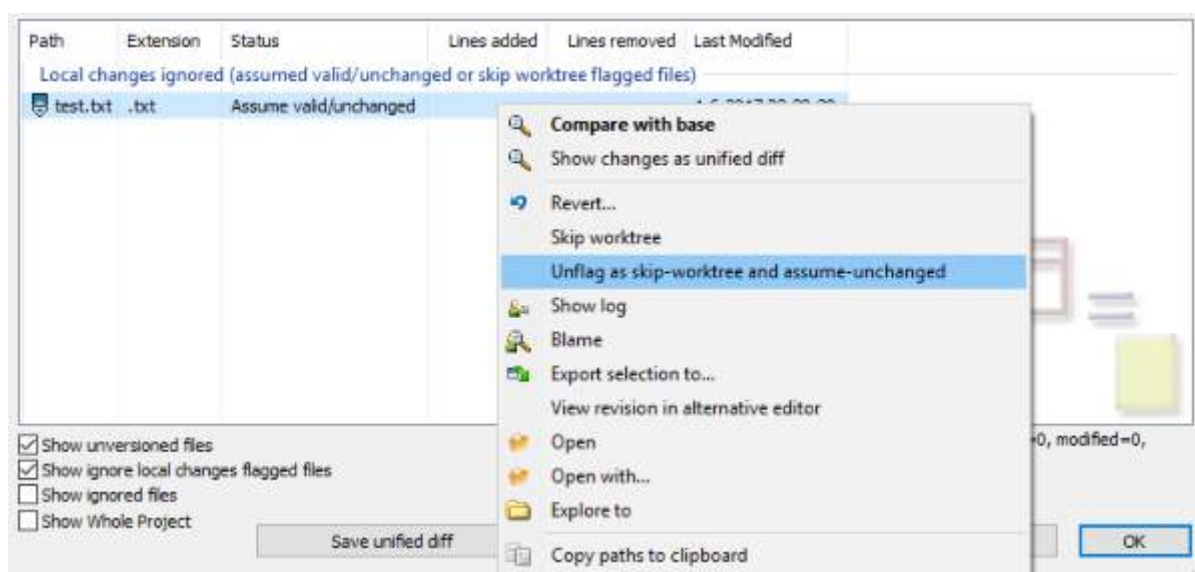 Path Extension Status Lines added Lines removed Last Modified
Local changes ignored (assumed valid/unchanged or skip worktree flagged files)
test.txt .txt Assume valid/unchanged
Compare with base
Show changes as unified diff
Revert...
Skip worktree
Unflag as skip-worktree and assume-unchanged
Show log
Blame
Export selection to...
View revision in alternative editor
Open
Open with...
Explore to
Copy paths to clipboard
Show unversioned files
=0, modified=0,
Show ignore local changes flagged files
Show ignored files
Show Whole Project
Save unified diff
OK